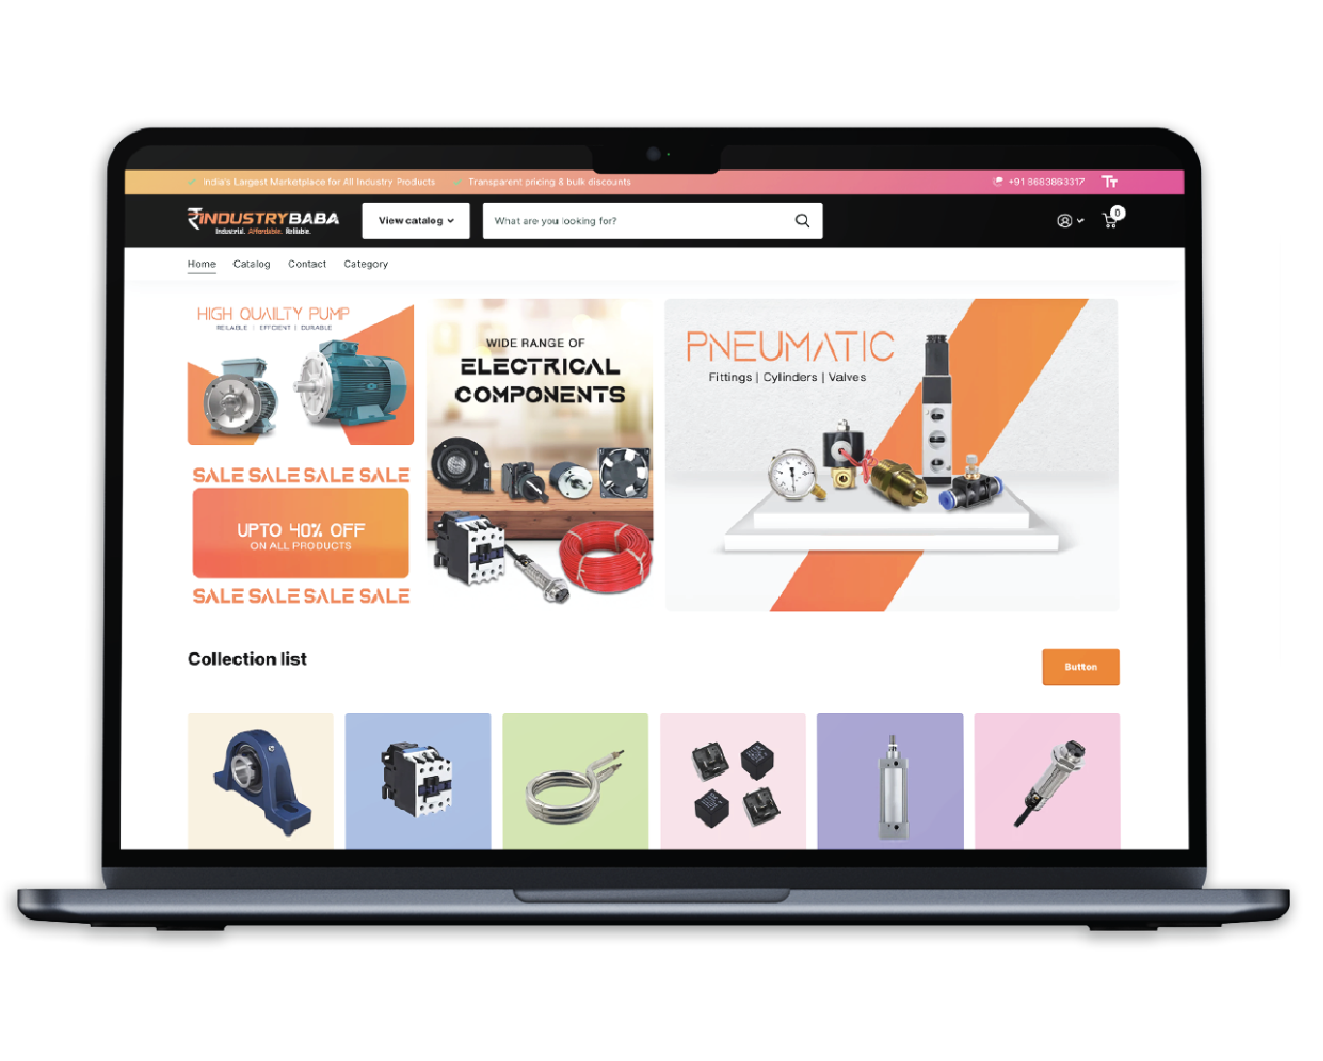 India's Largest Marketplace for All Industry Products
Transparent pricing & bulk discounts
+91 8683863317
INDUSTRYBABA
Industrial. Affordable. Reliable.
View catalog
What are you looking for?
0
Home
Catalog
Contact
Category
HIGH QUAILTY PUMP
RELIABLE | EFFICIENT | DURABLE
SALE SALE SALE SALE
UPTO 40% OFF
ON ALL PRODUCTS
SALE SALE SALE SALE
WIDE RANGE OF
ELECTRICAL
COMPONENTS
PNEUMATIC
Fittings | Cylinders | Valves
Collection list
Button